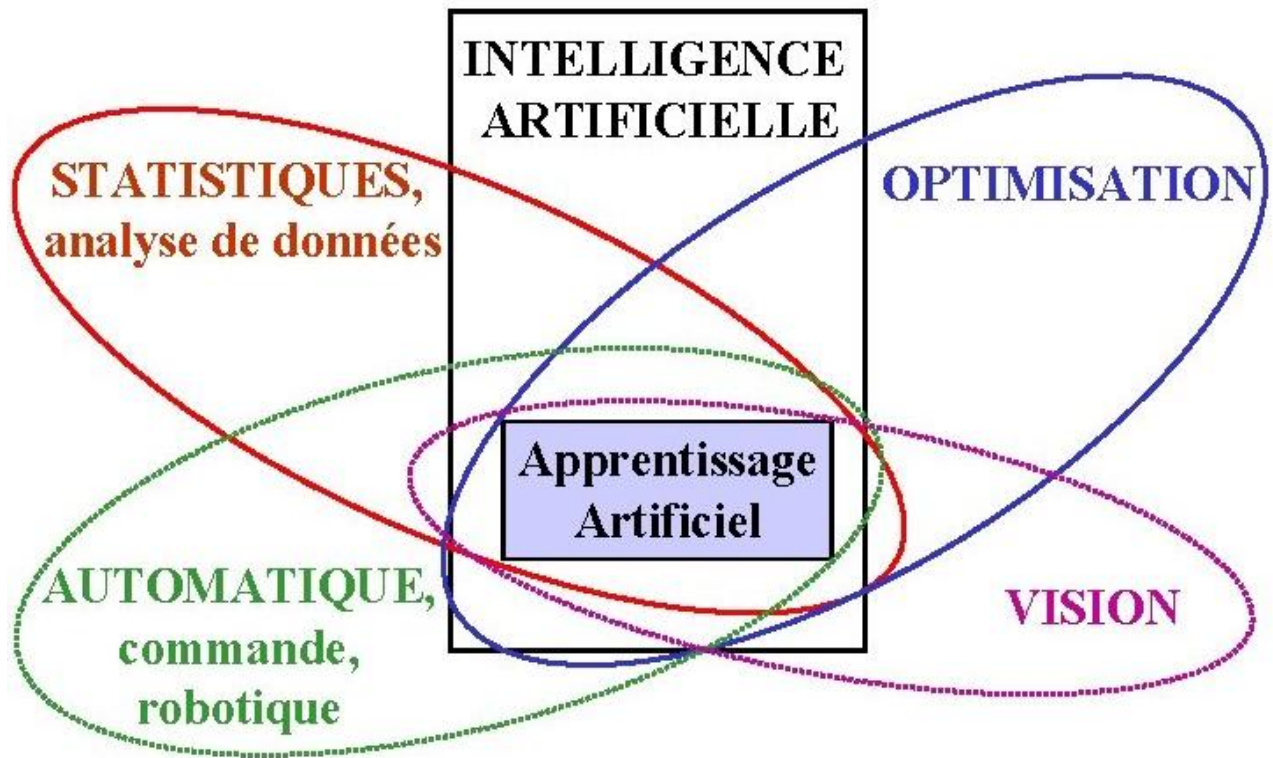 INTELLIGENCE
ARTIFICIELLE
STATISTIQUES,
analyse de données
OPTIMISATION
Apprentissage
Artificiel
AUTOMATIQUE,
commande,
robotique
VISION